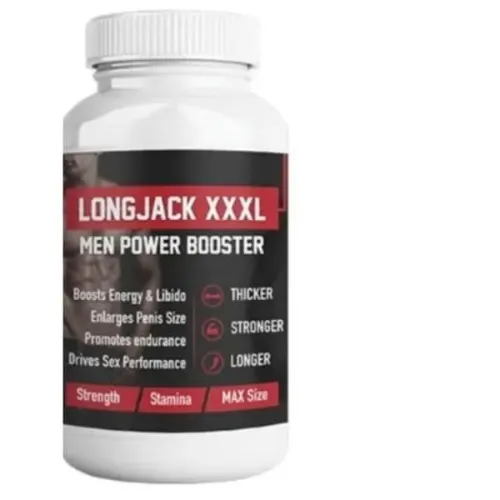 LONGJACK XXXL
MEN POWER BOOSTER
Boosts Energy & Libido
Enlarges Penis Size
Promotes endurance
Drives Sex Performance
THICKER
STRONGER
LONGER
Strength / Stamina / MAX Size